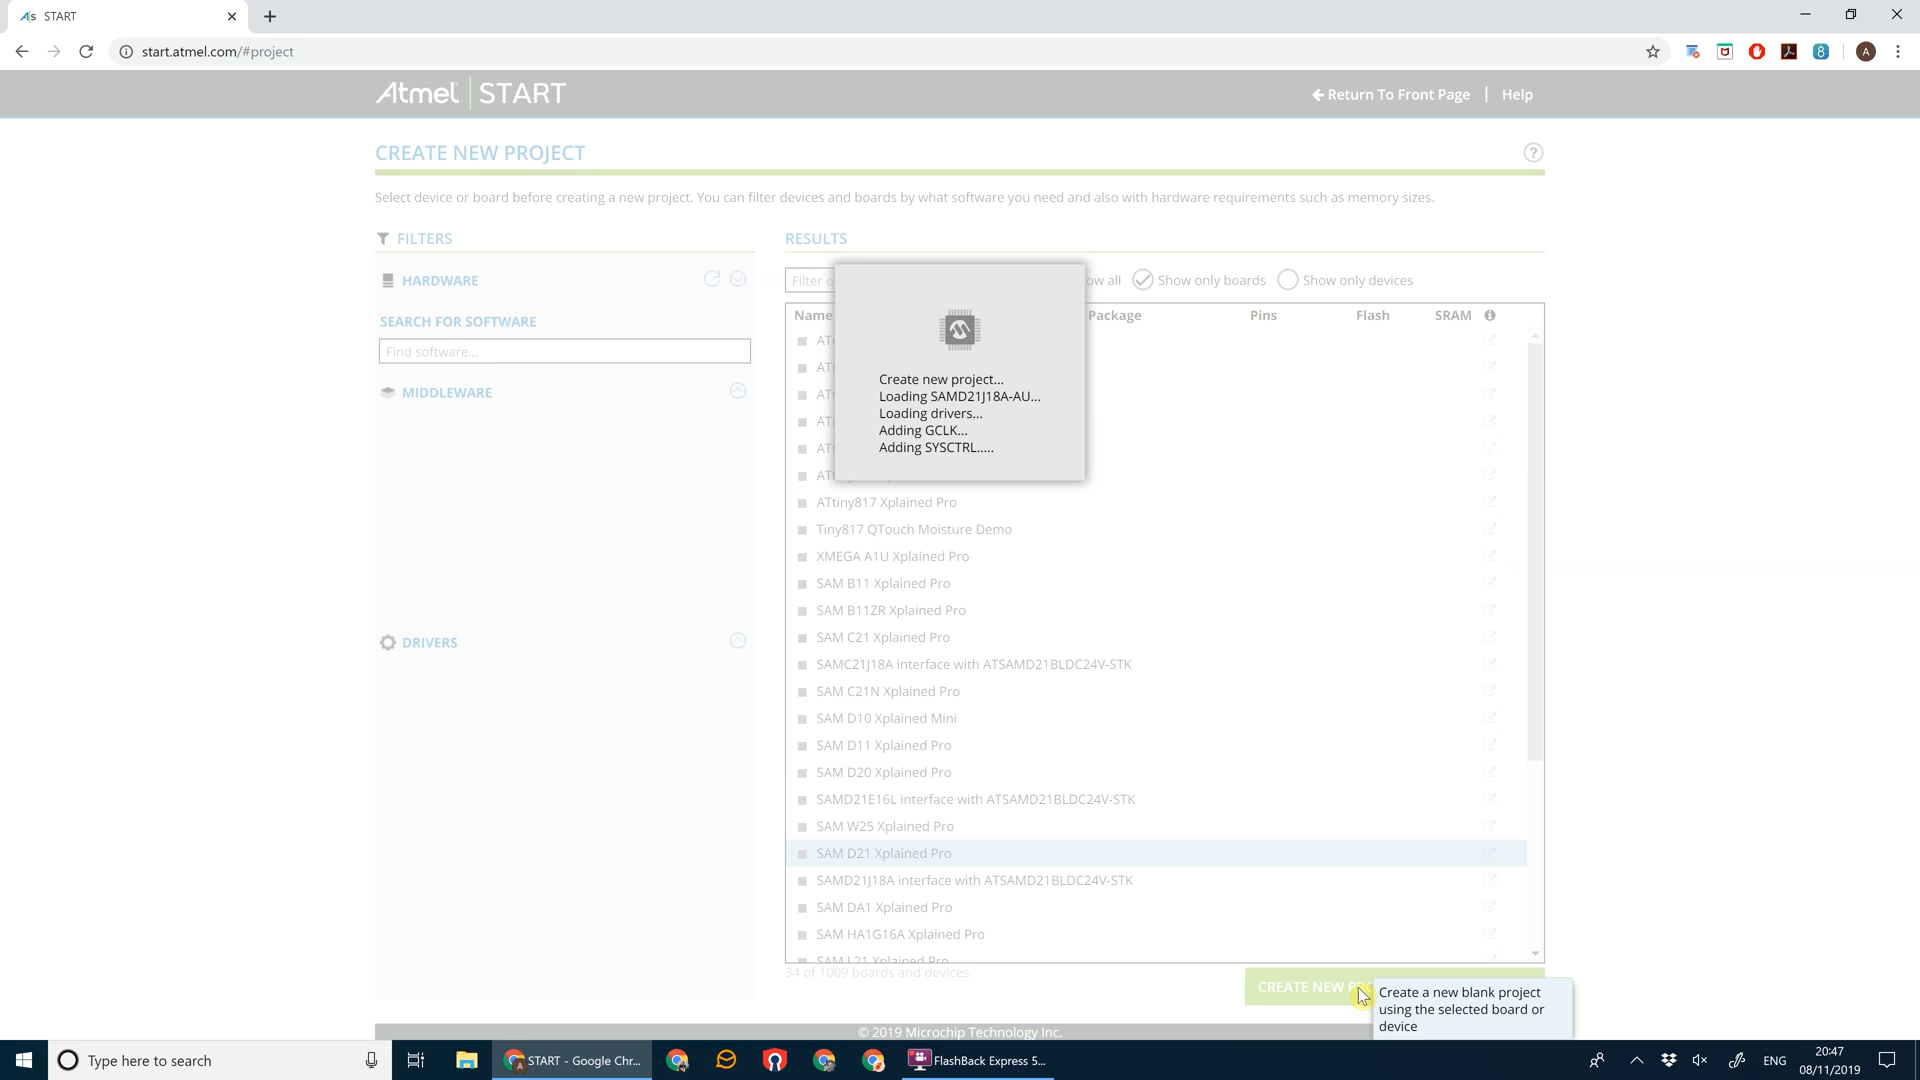 START
start.atmel.com/#project
A
Atmel START
Return To Front Page | Help
CREATE NEW PROJECT
Select device or board before creating a new project. You can filter devices and boards by what software you need and also with hardware requirements such as memory sizes.
FILTERS
RESULTS
HARDWARE
Show only boards
Show only devices
SEARCH FOR SOFTWARE
Find software...
MIDDLEWARE
DRIVERS
Name
Package
Pins
Flash
SRAM
Create new project...
Loading SAMD21J18A-AU...
Loading drivers...
Adding GCLK...
Adding SYSCTRL.....
ATtiny817 Xplained Pro
Tiny817 QTouch Moisture Demo
XMEGA A1U Xplained Pro
SAM B11 Xplained Pro
SAM B11ZR Xplained Pro
SAM C21 Xplained Pro
SAMC21J18A interface with ATSAMD21BLDC24V-STK
SAM C21N Xplained Pro
SAM D10 Xplained Mini
SAM D11 Xplained Pro
SAM D20 Xplained Pro
SAMD21E16L interface with ATSAMD21BLDC24V-STK
SAM W25 Xplained Pro
SAM D21 Xplained Pro
SAMD21J18A interface with ATSAMD21BLDC24V-STK
SAM DA1 Xplained Pro
SAM HA1G16A Xplained Pro
SAM L21 Xplained Pro
34 of 1009 boards and devices
CREATE NEW
Create a new blank project
using the selected board or
device
© 2019 Microchip Technology Inc.
Type here to search
START - Google Chr...
FlashBack Express 5...
ENG
20:47
08/11/2019